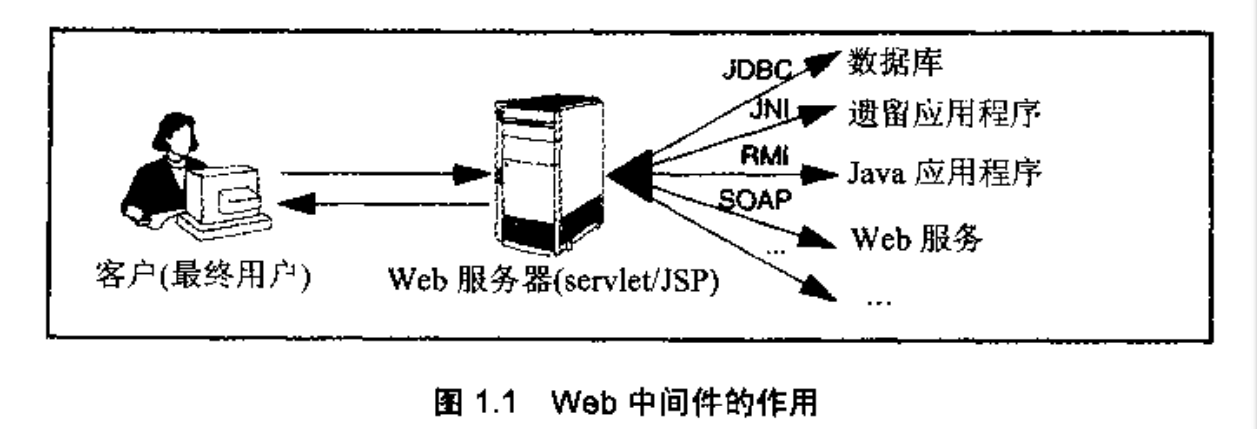 JDBC 数据库
JNI 遗留应用程序
RMI Java 应用程序
SOAP Web 服务
... ...
客户(最终用户) Web 服务器(servlet/JSP)
图 1.1 Web 中间件的作用